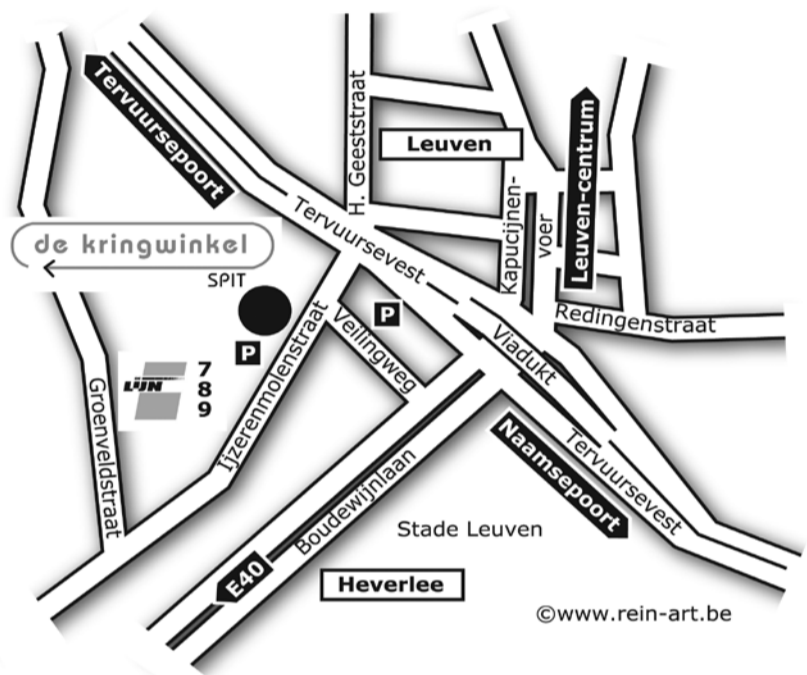 Tervuursepoort
H. Geeststraat
Leuven
Leuven-centrum
Kapucijnen-
voer
Tervuursevest
de kringwinkel
SPIT
P
P
Redingenstraat
Viadukt
Veilingweg
Ijzerenmolenstraat
LIJN
7
8
9
Groenveldstraat
Naamsepoort
Tervuursevest
Boudewijnlaan
Stade Leuven
E40
Heverlee
©www.rein-art.be